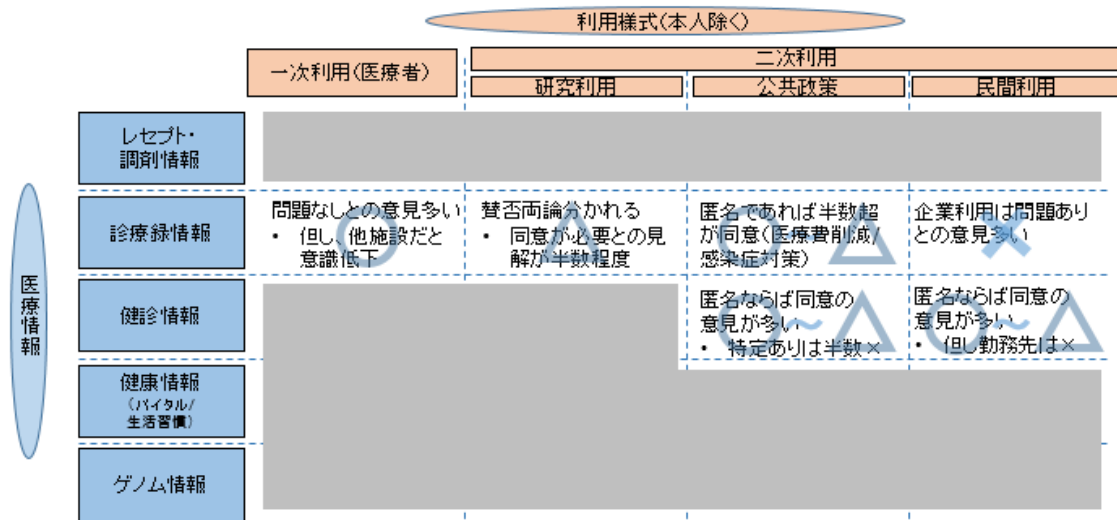 利用様式(本人除く)
一次利用(医療者)
二次利用
研究利用
公共政策
民間利用
医療情報
レセプト・
調剤情報
診療録情報
問題なしとの意見多い
• 但し、他施設だと
意識低下
賛否両論分かれる
• 同意が必要との見
解が半数程度
匿名であれば半数超
が同意(医療費削減/
感染症対策)
企業利用は問題あり
との意見多い
健診情報
匿名ならば同意の
意見が多い
• 特定ありは半数×
匿名ならば同意の
意見が多い
• 但し勤務先は×
健康情報
(バイタル/
生活習慣)
ゲノム情報